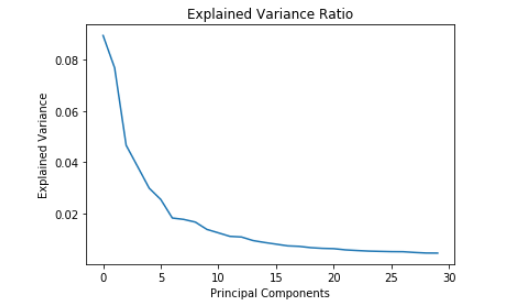 Explained Variance Ratio
0.08
0.06
0.04
0.02
Explained Variance
0 5 10 15 20 25 30
Principal Components